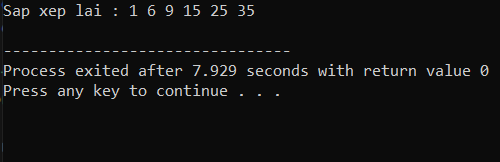 Sap xep lai : 1 6 9 15 25 35
--------------------------------
Process exited after 7.929 seconds with return value 0
Press any key to continue . . .